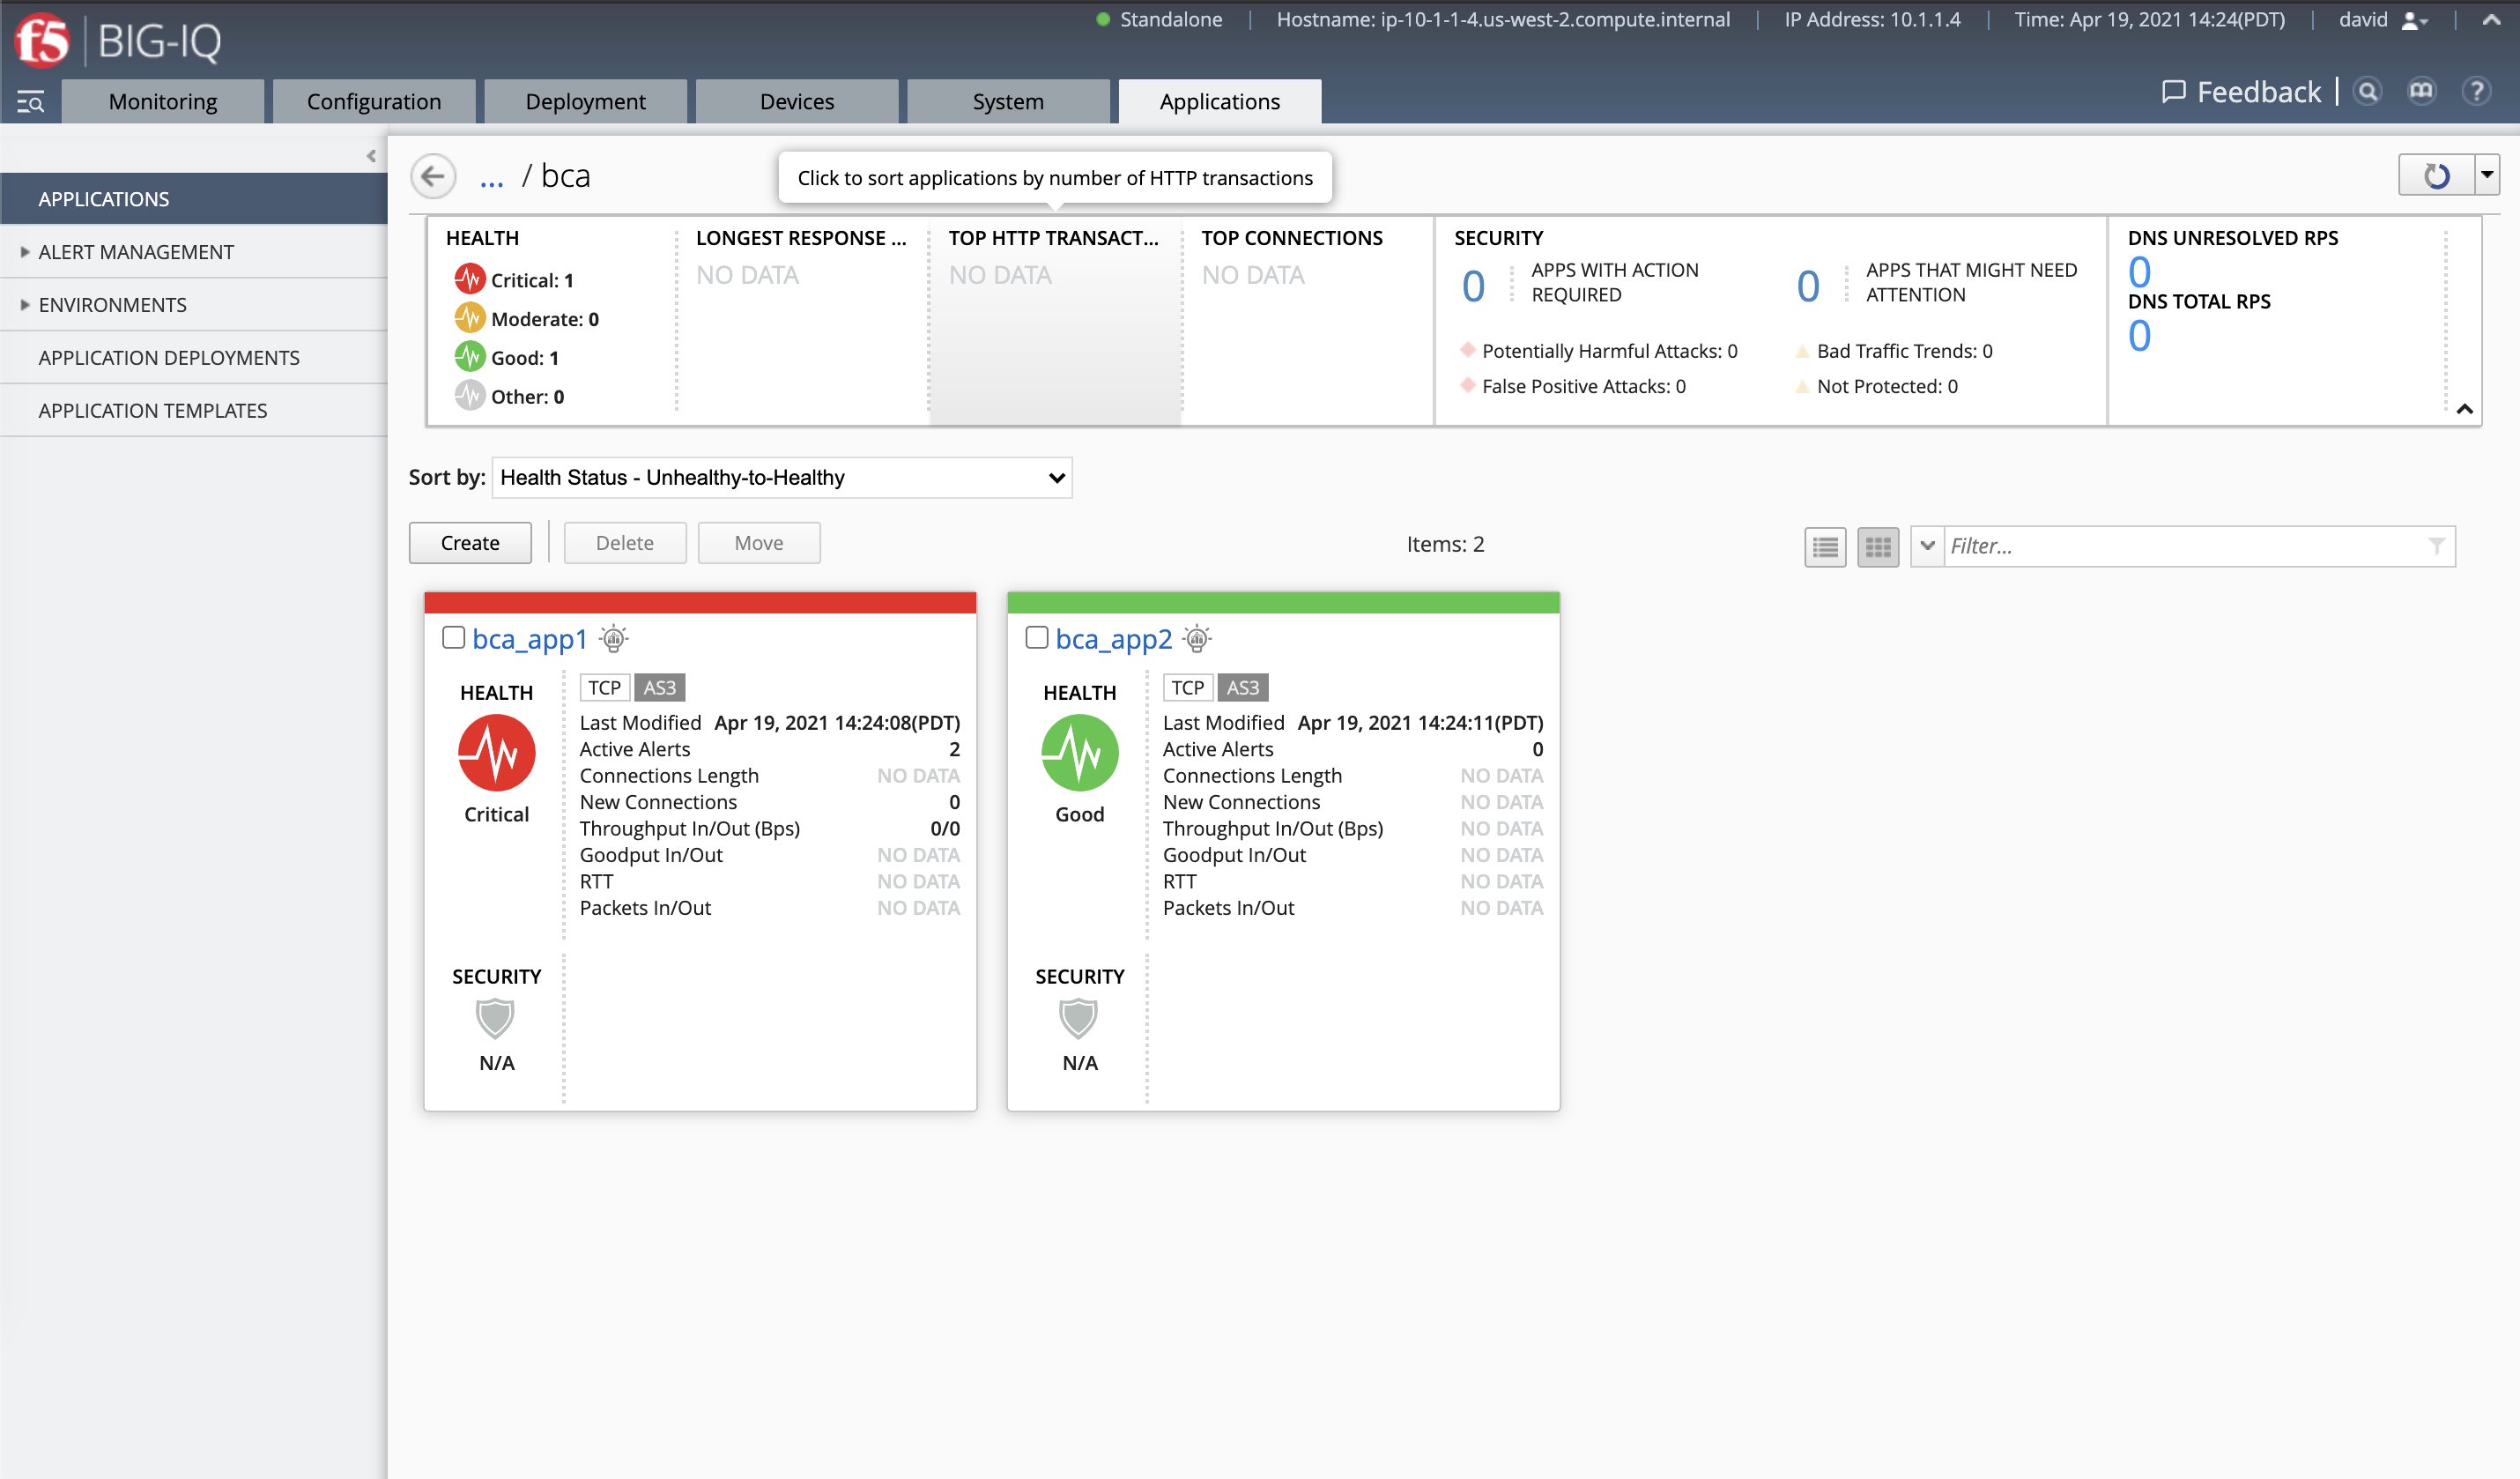 Standalone | Hostname: ip-10-1-1-4.us-west-2.compute.internal | IP Address: 10.1.1.4 | Time: Apr 19, 2021 14:24(PDT) | david
f5 | BIG-IQ
Monitoring Configuration Deployment Devices System Applications
Feedback | ?
APPLICATIONS
ALERT MANAGEMENT
ENVIRONMENTS
APPLICATION DEPLOYMENTS
APPLICATION TEMPLATES
... / bca
Click to sort applications by number of HTTP transactions
HEALTH
Critical: 1
Moderate: 0
Good: 1
Other: 0
LONGEST RESPONSE ...
NO DATA
TOP HTTP TRANSACT...
NO DATA
TOP CONNECTIONS
NO DATA
SECURITY
0 APPS WITH ACTION
REQUIRED
0 APPS THAT MIGHT NEED
ATTENTION
Potentially Harmful Attacks: 0
False Positive Attacks: 0
Bad Traffic Trends: 0
Not Protected: 0
DNS UNRESOLVED RPS
0
DNS TOTAL RPS
0
Sort by: Health Status - Unhealthy-to-Healthy
Create Delete Move
Items: 2
Filter...
bca_app1
HEALTH
Critical
TCP AS3
Last Modified Apr 19, 2021 14:24:08(PDT)
Active Alerts 2
Connections Length NO DATA
New Connections 0
Throughput In/Out (Bps) 0/0
Goodput In/Out NO DATA
RTT NO DATA
Packets In/Out NO DATA
SECURITY
N/A
bca_app2
HEALTH
Good
TCP AS3
Last Modified Apr 19, 2021 14:24:11(PDT)
Active Alerts 0
Connections Length NO DATA
New Connections NO DATA
Throughput In/Out (Bps) NO DATA
Goodput In/Out NO DATA
RTT NO DATA
Packets In/Out NO DATA
SECURITY
N/A